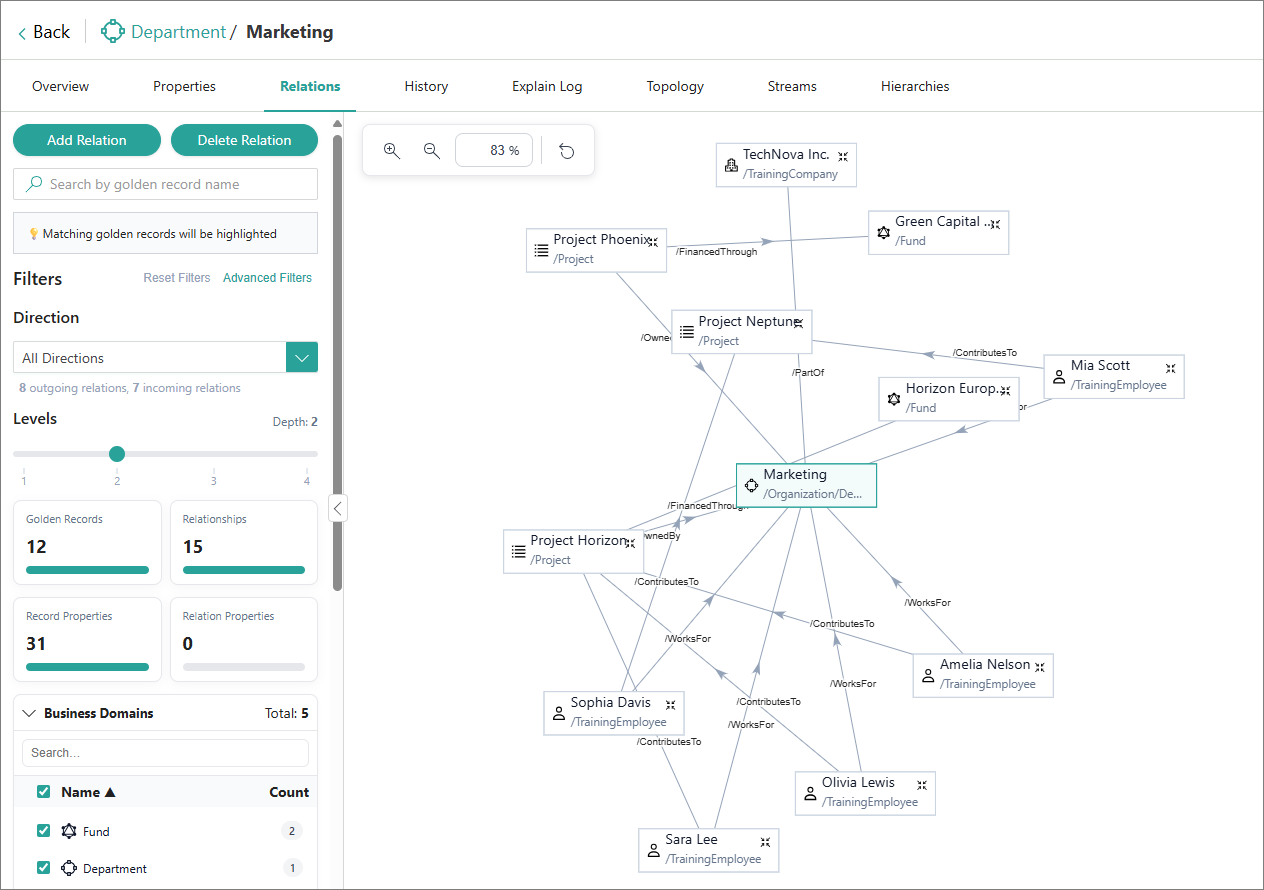 Back
Department / Marketing
Overview Properties Relations History Explain Log Topology Streams Hierarchies
Add Relation Delete Relation
Search by golden record name
Matching golden records will be highlighted
Filters Reset Filters Advanced Filters
Direction
All Directions
8 outgoing relations, 7 incoming relations
Levels Depth: 2
1 2 3 4
Golden Records Relationships
12 15
Record Properties Relation Properties
31 0
Business Domains Total: 5
Search...
Name Count
Fund 2
Department 1
83 %
TechNova Inc.
/TrainingCompany
Green Capital ...
/Fund
Project Phoenix
/Project
/FinancedThrough
Project Neptune
/Project
/Owne
/ContributesTo
Mia Scott
/TrainingEmployee
/PartOf
Horizon Europ...
/Fund
or
Marketing
/Organization/De...
/FinancedThrough
wnedBy
Project Horizon
/Project
/ContributesTo
/WorksFor
/ContributesTo
/WorksFor
Amelia Nelson
/TrainingEmployee
/WorksFor
Sophia Davis
/TrainingEmployee
/ContributesTo
/WorksFor
/ContributesTo
Olivia Lewis
/TrainingEmployee
Sara Lee
/TrainingEmployee